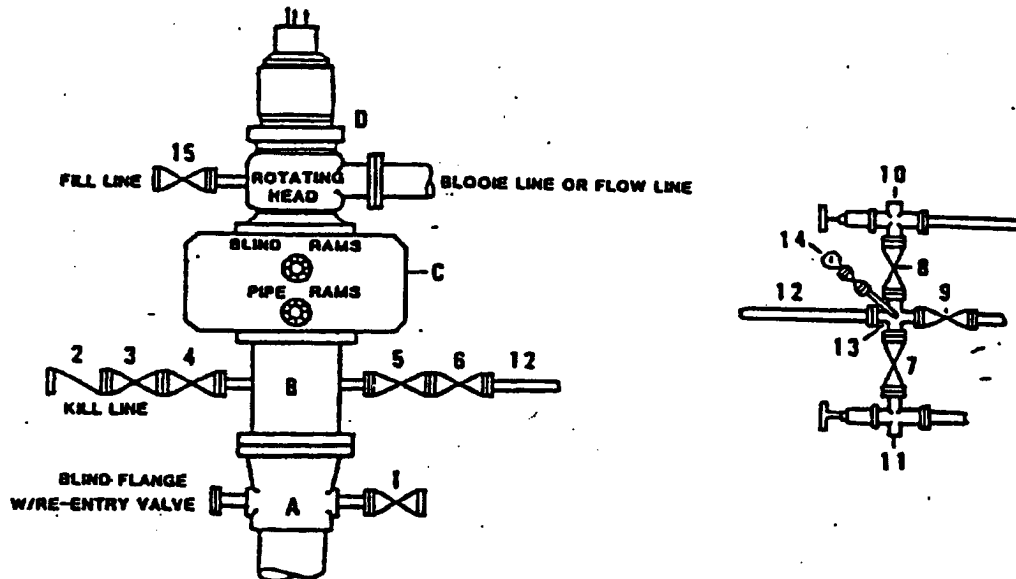 D
15
FILL LINE
ROTATING HEAD
BLOOIE LINE OR FLOW LINE
BLIND RAMS
C
PIPE RAMS
2 3 4
B
5 6 12
KILL LINE
BLIND FLANGE
W/RE-ENTRY VALVE
A
1
10
14
8
12
9
13
7
11